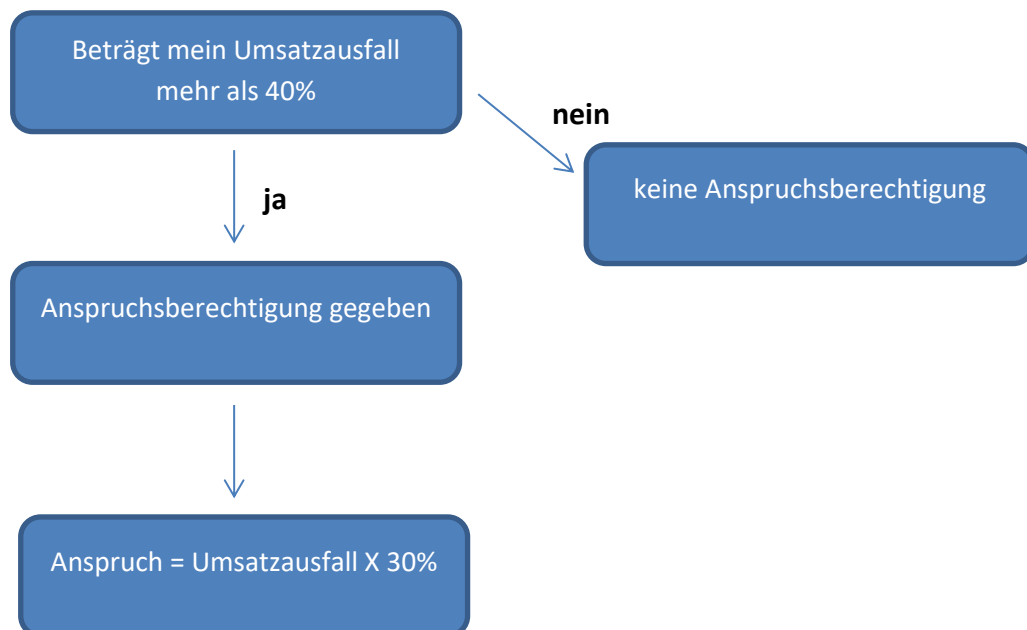 Beträgt mein Umsatzausfall
mehr als 40%
nein
keine Anspruchsberechtigung
ja
Anspruchsberechtigung gegeben
Anspruch = Umsatzausfall X 30%